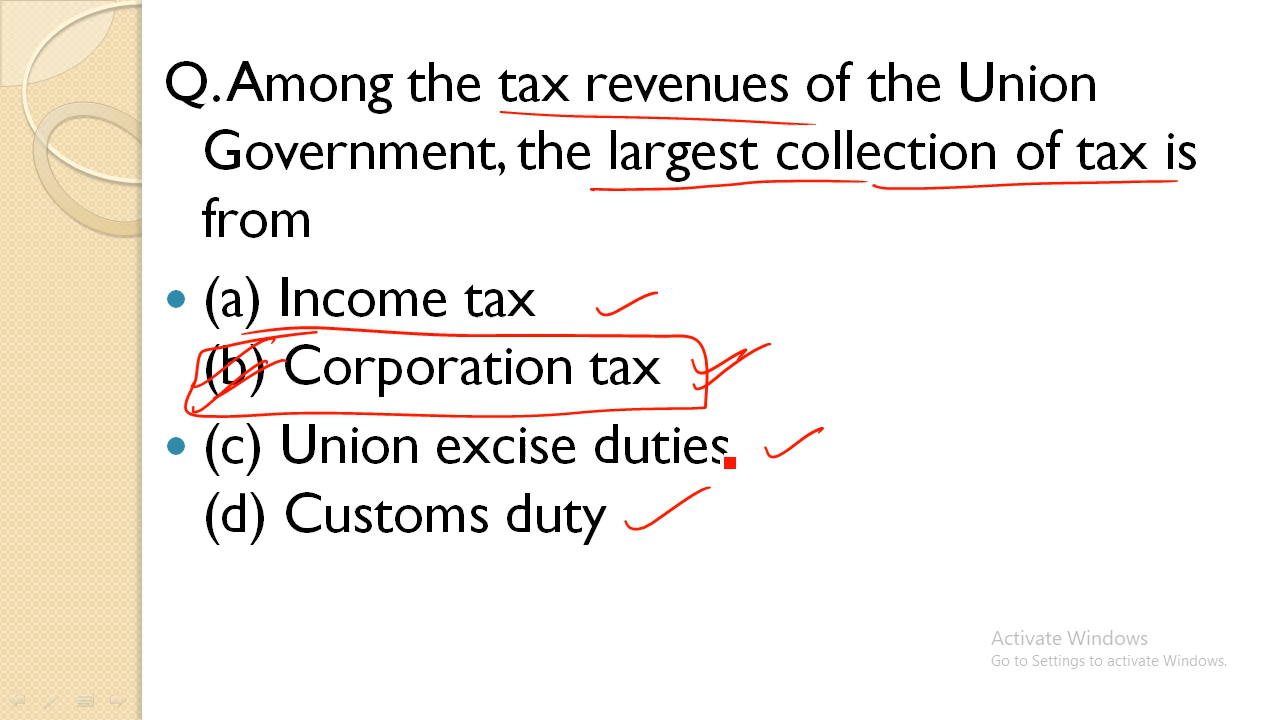 Q. Among the tax revenues of the Union
Government, the largest collection of tax is
from
(a) Income tax
(b) Corporation tax
(c) Union excise duties
(d) Customs duty
Activate Windows
Go to Settings to activate Windows.